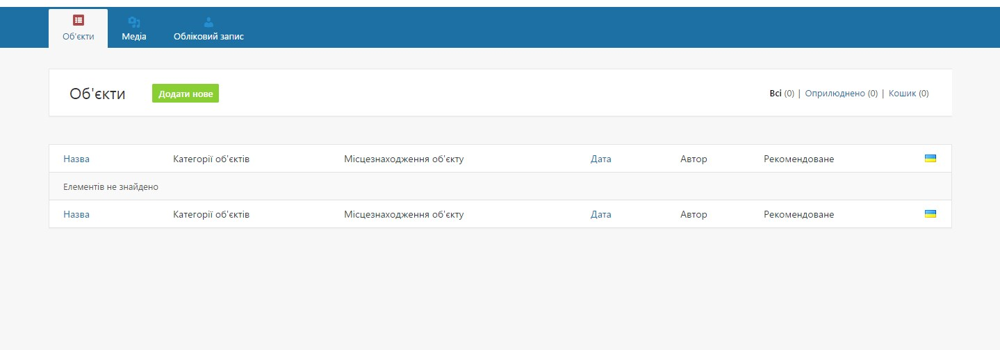 Об'єкти Медіа Обліковий запис
Об'єкти Додати нове Всі (0) | Оприлюднено (0) | Кошик (0)
Назва Категорії об'єктів Місцезнаходження об'єкту Дата Автор Рекомендоване
Елементів не знайдено
Назва Категорії об'єктів Місцезнаходження об'єкту Дата Автор Рекомендоване